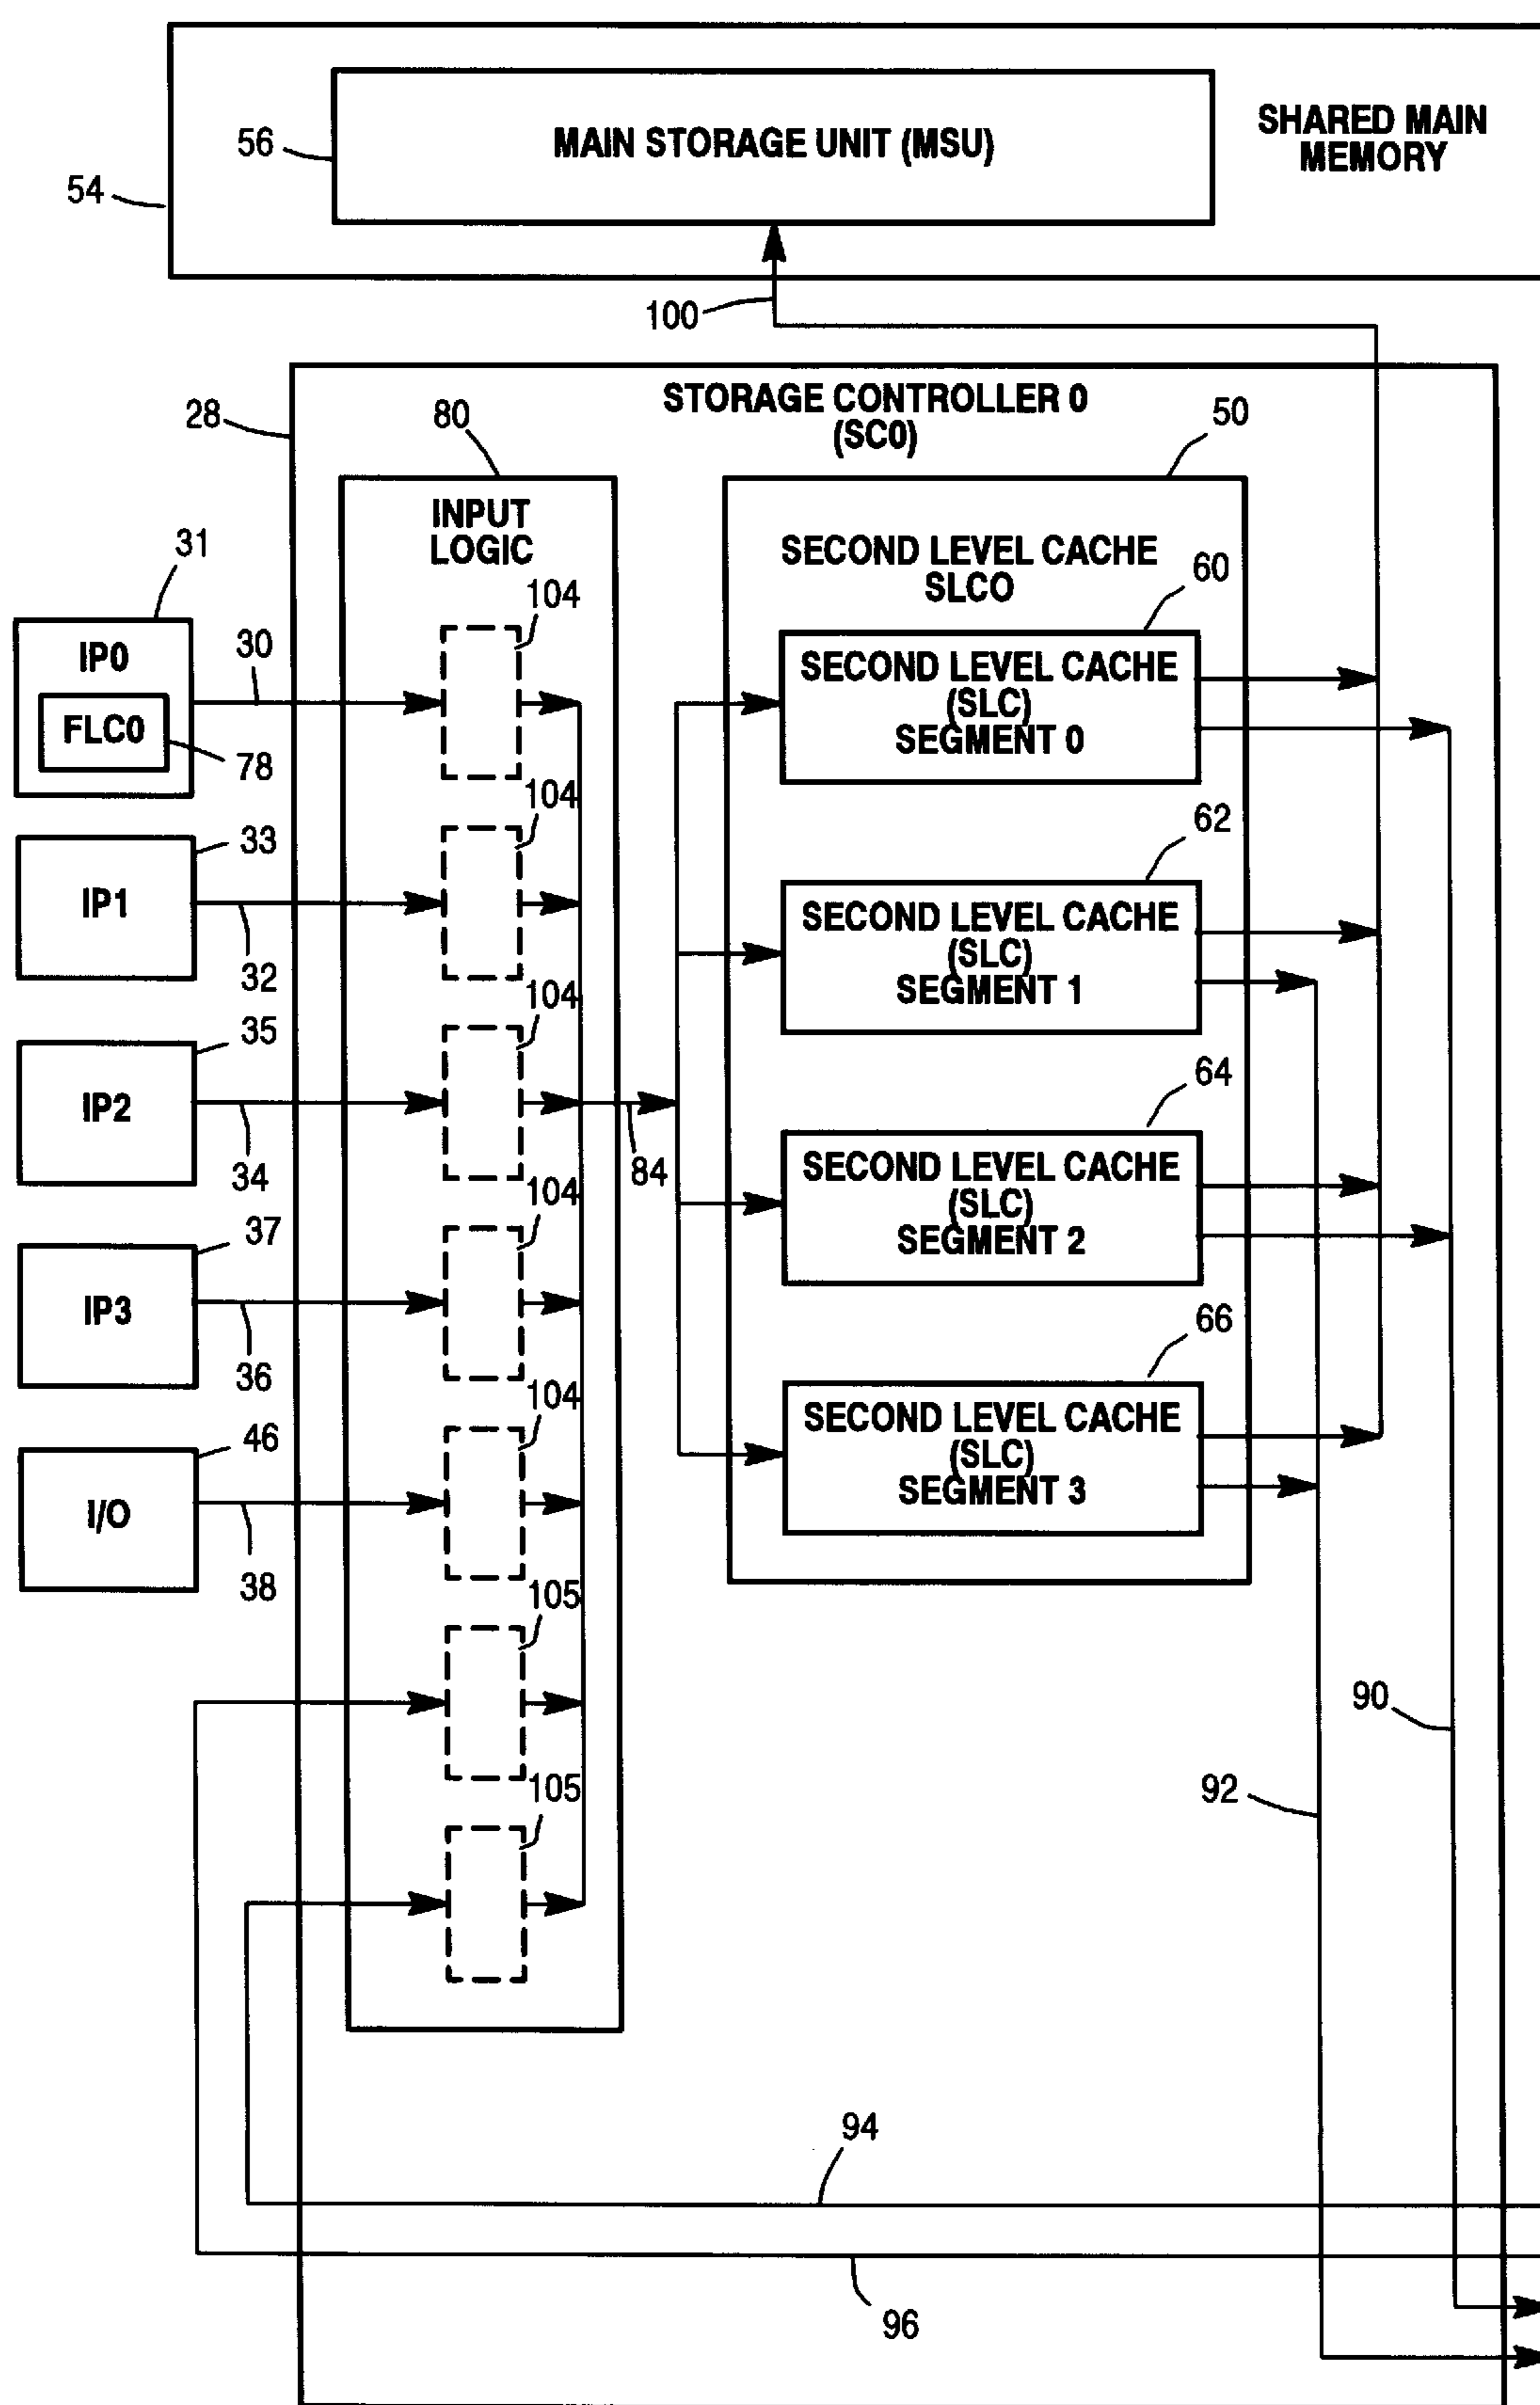 MAIN STORAGE UNIT (MSU)
SHARED MAIN
MEMORY
56
54
100
STORAGE CONTROLLER 0
(SC0)
28
80
50
INPUT
LOGIC
SECOND LEVEL CACHE
SLCO
31
IP0
FLC0
78
30
104
60
SECOND LEVEL CACHE
(SLC)
SEGMENT 0
33
IP1
32
104
62
SECOND LEVEL CACHE
(SLC)
SEGMENT 1
35
IP2
34
104
84
64
SECOND LEVEL CACHE
(SLC)
SEGMENT 2
37
IP3
36
104
66
SECOND LEVEL CACHE
(SLC)
SEGMENT 3
46
I/O
38
104
105
90
105
92
94
96